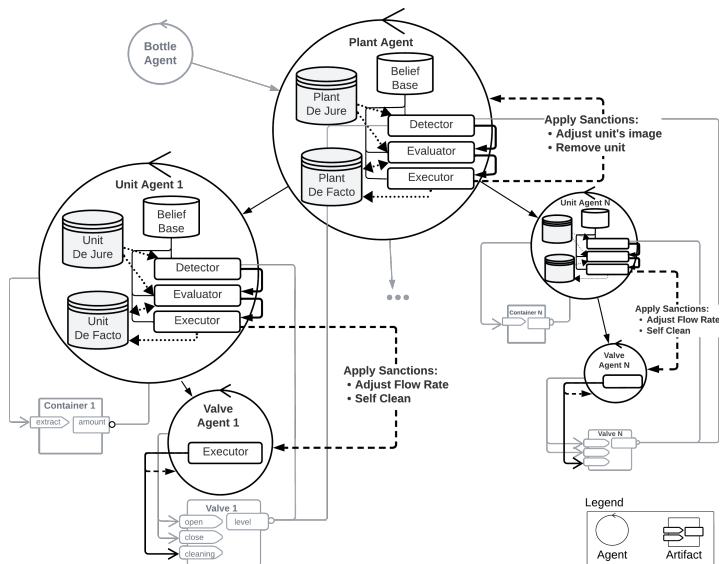 Bottle
Agent
Plant Agent
Plant
De Jure
Belief
Base
Detector
Evaluator
Executor
Plant
De Facto
Apply Sanctions:
• Adjust unit's image
• Remove unit
Unit Agent 1
Belief
Base
Unit
De Jure
Detector
Evaluator
Executor
Unit
De Facto
Unit Agent N
Container N
Apply Sanctions:
• Adjust Flow Rate
• Self Clean
Valve
Agent N
Valve N
Apply Sanctions:
• Adjust Flow Rate
• Self Clean
Container 1
extract
amount
Valve
Agent 1
Executor
Valve 1
open
level
close
cleaning
Legend
Agent
Artifact